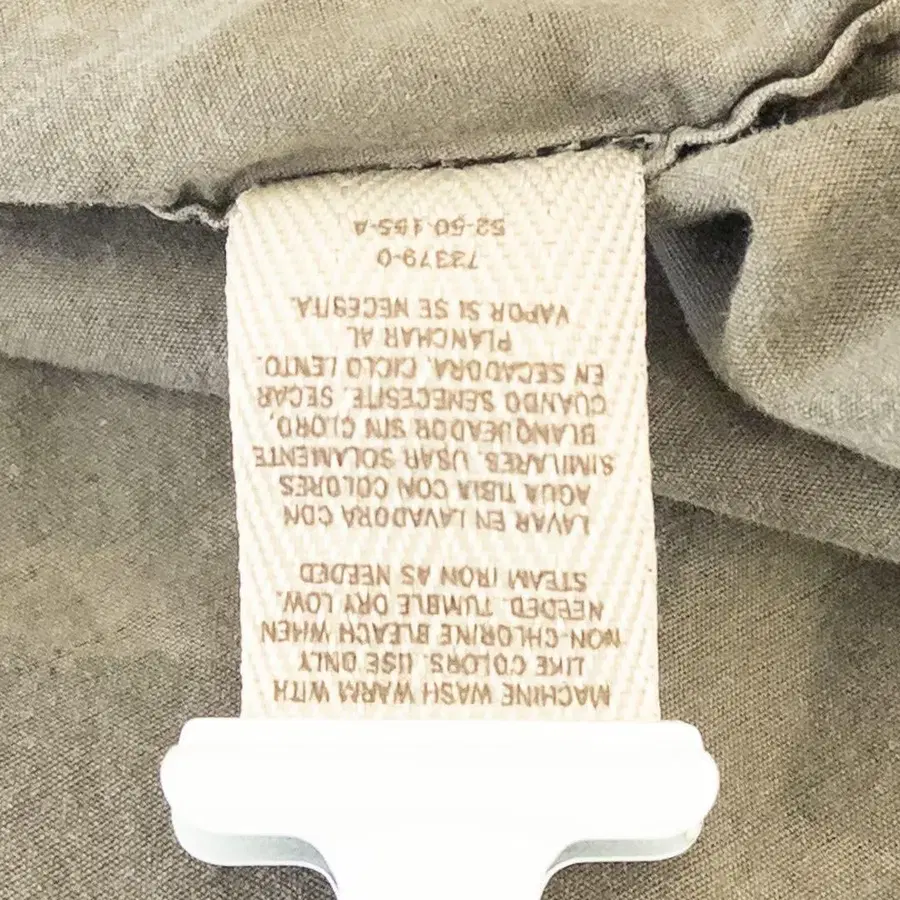 MACHINE WASH WARM WITH
LIKE COLORS. USE ONLY
NON-CHLORINE BLEACH WHEN
NEEDED. TUMBLE DRY LOW.
STEAM IRON AS NEEDED
LAVAR EN LAVADORA CON
AGUA TIBIA CON COLORES
SIMILARES. USAR SOLAMENTE
BLANQUEADOR SIN CLORO,
CUANDO SENECESITE. SECAR
EN SECADORA, CICLO LENTO.
PLANCHAR AL
VAPOR SI SE NECESITA.
73379-0
52-50 155-A